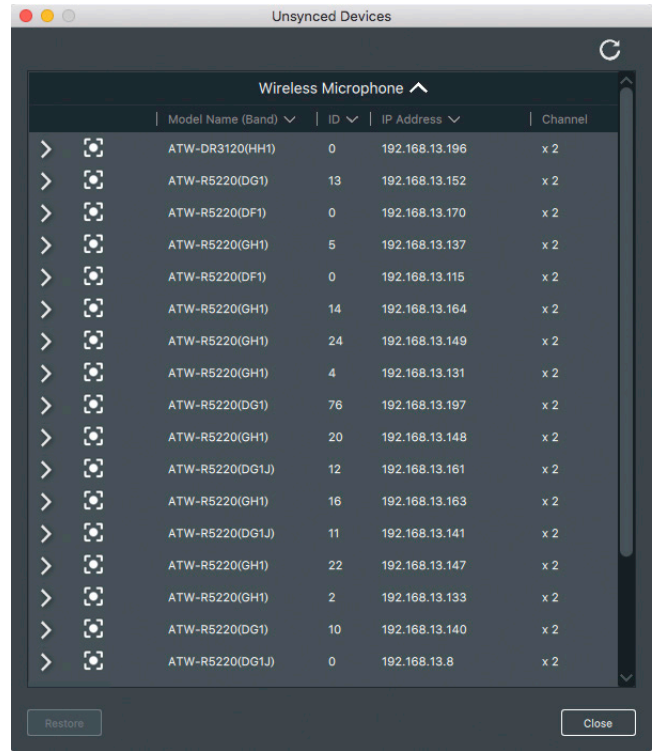 Unsynced Devices
Wireless Microphone
Model Name (Band) ID IP Address Channel
ATW-DR3120(HH1) 0 192.168.13.196 x 2
ATW-R5220(DG1) 13 192.168.13.152 x 2
ATW-R5220(DF1) 0 192.168.13.170 x 2
ATW-R5220(GH1) 5 192.168.13.137 x 2
ATW-R5220(DF1) 0 192.168.13.115 x 2
ATW-R5220(GH1) 14 192.168.13.164 x 2
ATW-R5220(GH1) 24 192.168.13.149 x 2
ATW-R5220(GH1) 4 192.168.13.131 x 2
ATW-R5220(DG1) 76 192.168.13.197 x 2
ATW-R5220(GH1) 20 192.168.13.148 x 2
ATW-R5220(DG1J) 12 192.168.13.161 x 2
ATW-R5220(GH1) 16 192.168.13.163 x 2
ATW-R5220(DG1J) 11 192.168.13.141 x 2
ATW-R5220(GH1) 22 192.168.13.147 x 2
ATW-R5220(GH1) 2 192.168.13.133 x 2
ATW-R5220(DG1) 10 192.168.13.140 x 2
ATW-R5220(DG1J) 0 192.168.13.8 x 2
Restore Close